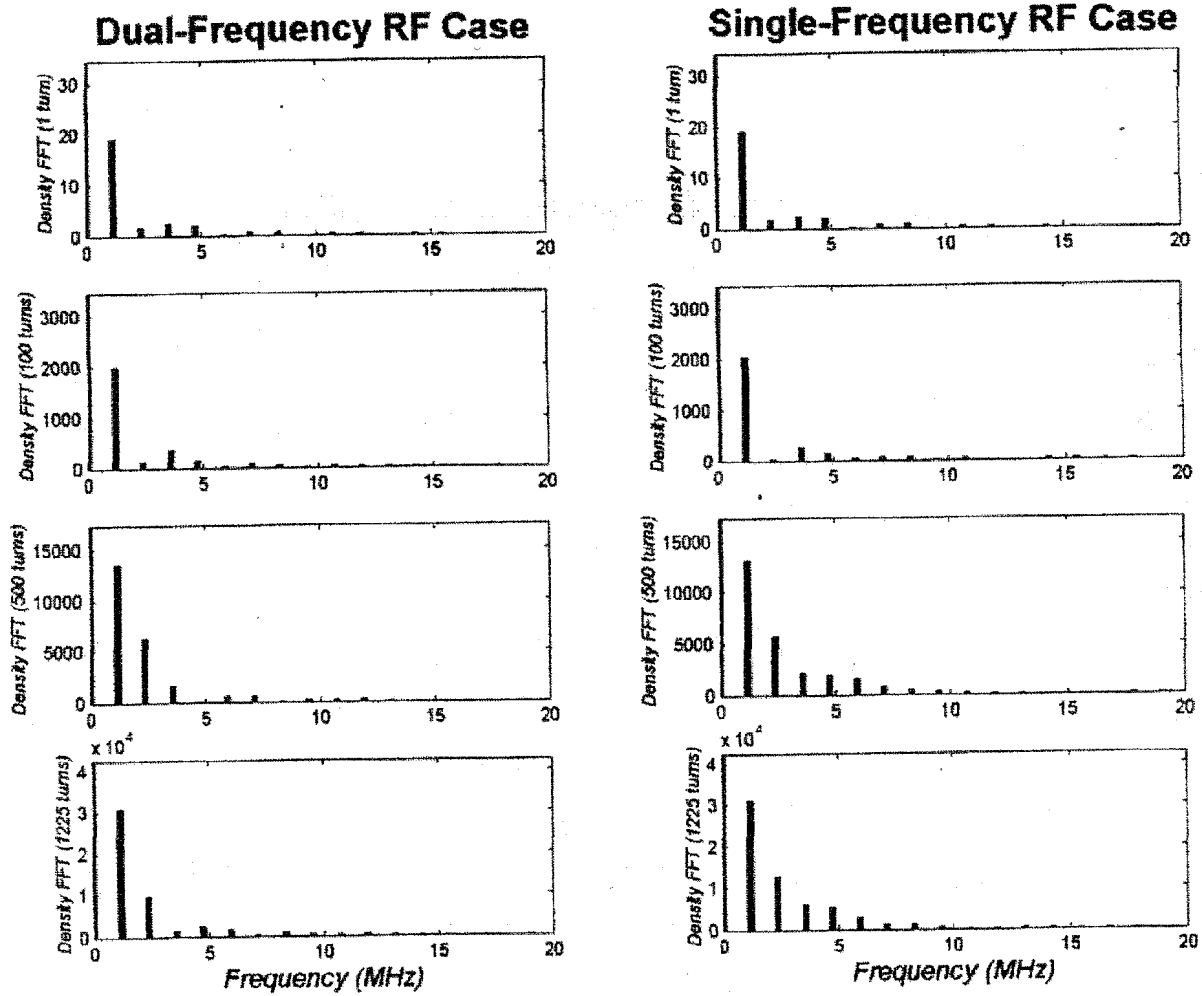 Dual-Frequency RF Case
Density FFT (1 turn)
30
20
10
0
0 5 10 15 20
Density FFT (100 turns)
3000
2000
1000
0
0 5 10 15 20
Density FFT (500 turns)
15000
10000
5000
0
0 5 10 15 20
x 10^4
Density FFT (1225 turns)
4
3
2
1
0
0 5 10 15 20
Frequency (MHz)
Single-Frequency RF Case
Density FFT (1 turn)
30
20
10
0
0 5 10 15 20
Density FFT (100 turns)
3000
2000
1000
0
0 5 10 15 20
Density FFT (500 turns)
15000
10000
5000
0
0 5 10 15 20
x 10^4
Density FFT (1225 turns)
4
3
2
1
0
0 5 10 15 20
Frequency (MHz)